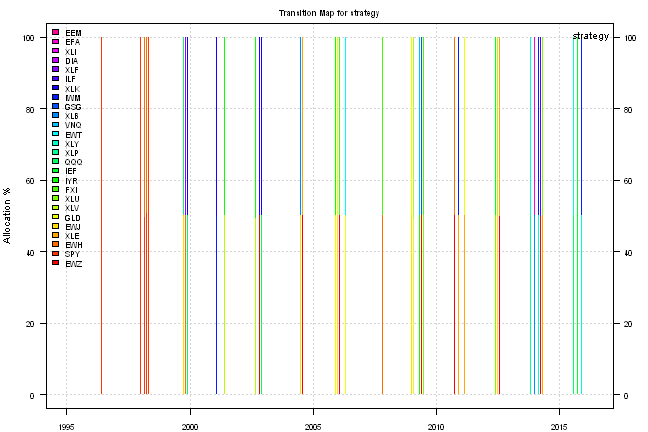 Transition Map for strategy
strategy
EEM
EFA
XLI
DIA
XLF
ILF
XLK
IWM
GSG
XLB
VNQ
EWT
XLY
XLP
QQQ
IEF
IYR
FXI
XLU
XLV
GLD
EWJ
XLE
EWH
SPY
EWZ
Allocation %
100 100
80 80
60 60
40 40
20 20
0 0
1995 2000 2005 2010 2015